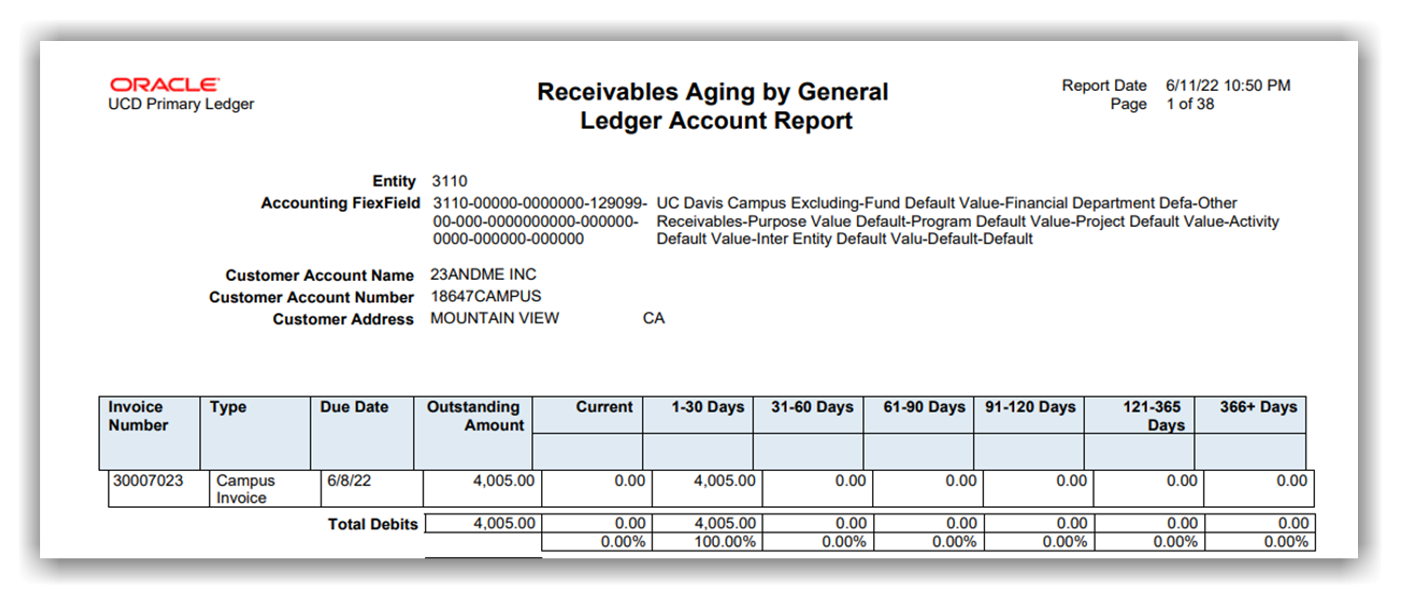 ORACLE
UCD Primary Ledger
Receivables Aging by General
Ledger Account Report
Report Date 6/11/22 10:50 PM
Page 1 of 38
Entity 3110
Accounting FiexField 3110-00000-0000000-129099- UC Davis Campus Excluding-Fund Default Value-Financial Department Defa-Other
00-000-0000000000-000000- Receivables-Purpose Value Default-Program Default Value-Project Default Value-Activity
0000-000000-000000 Default Value-Inter Entity Default Valu-Default-Default
Customer Account Name 23ANDME INC
Customer Account Number 18647CAMPUS
Customer Address MOUNTAIN VIEW CA
Invoice Type Due Date Outstanding Current 1-30 Days 31-60 Days 61-90 Days 91-120 Days 121-365 366+ Days
Number Amount Days
30007023 Campus 6/8/22 4,005.00 0.00 4,005.00 0.00 0.00 0.00 0.00 0.00
Invoice
Total Debits 4,005.00 0.00 4,005.00 0.00 0.00 0.00 0.00 0.00
0.00% 100.00% 0.00% 0.00% 0.00% 0.00% 0.00%